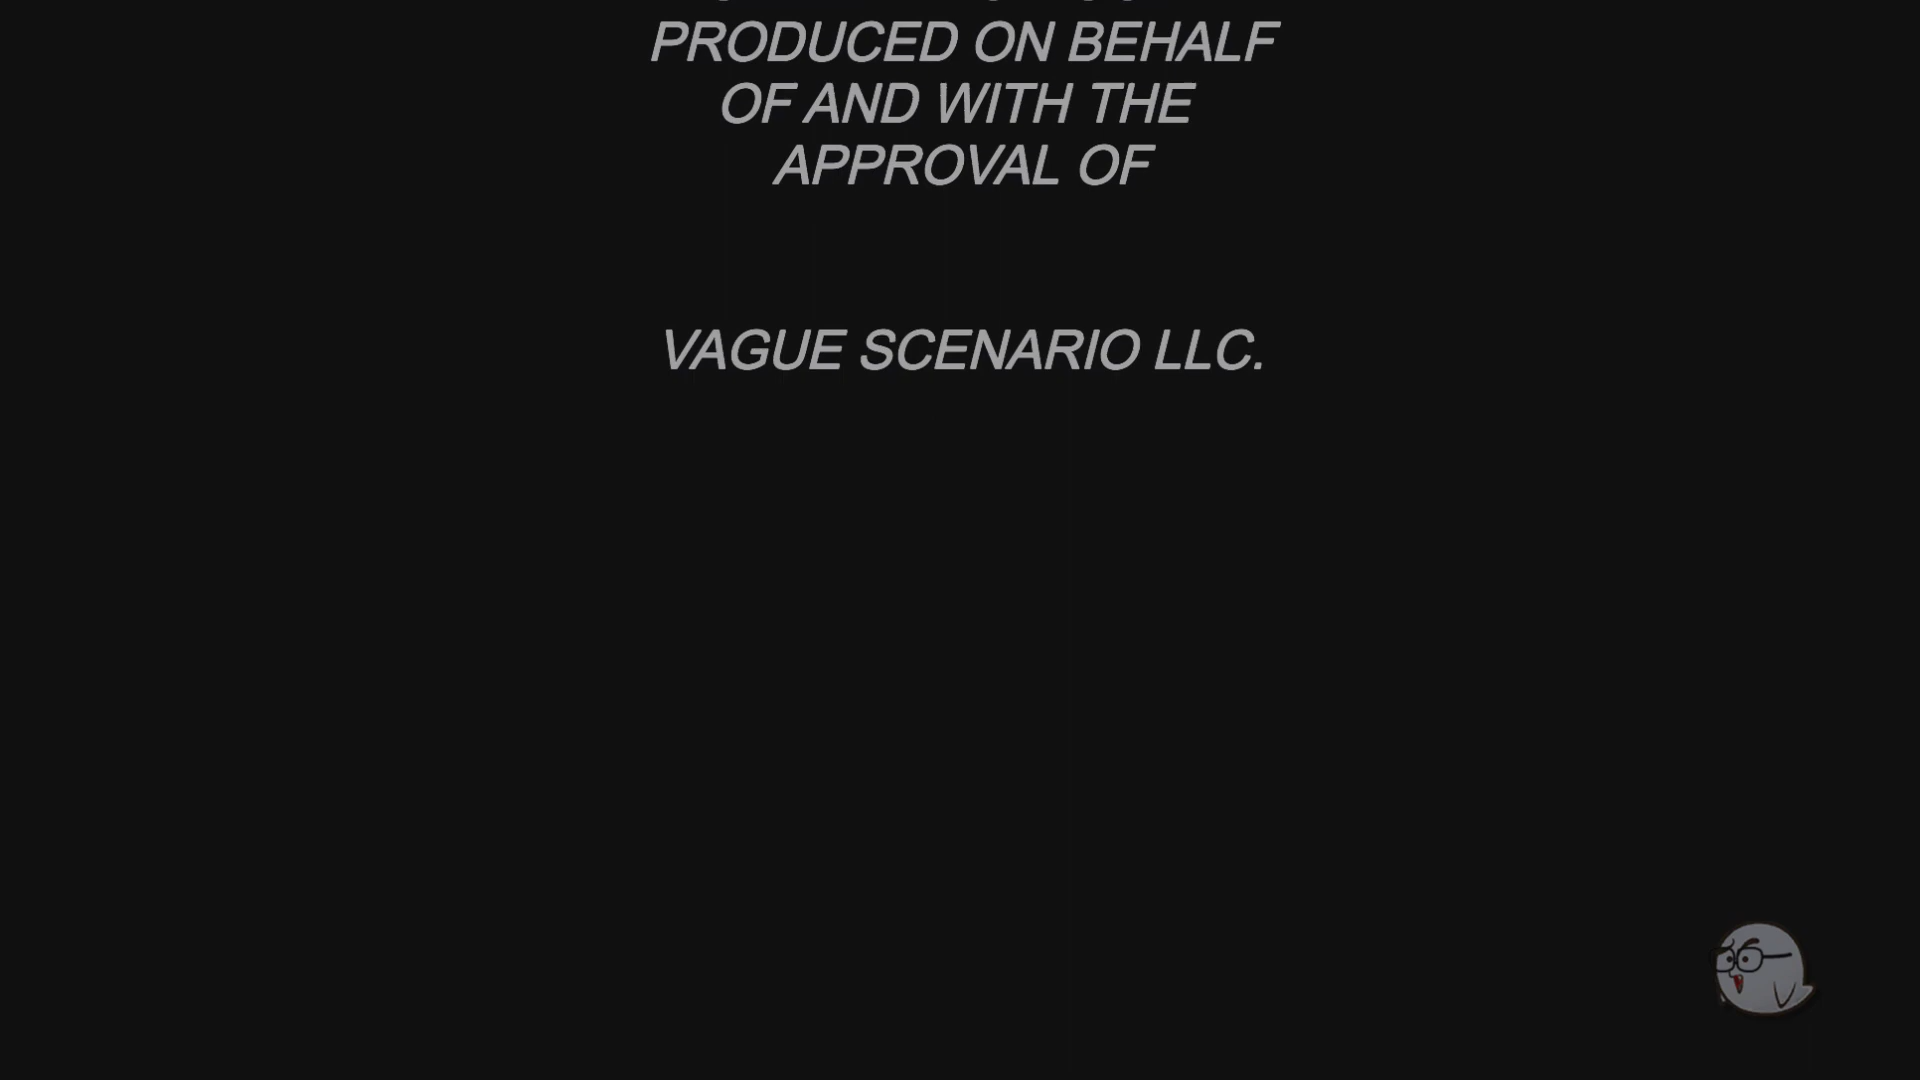 PRODUCED ON BEHALF
OF AND WITH THE
APPROVAL OF
VAGUE SCENARIO LLC.